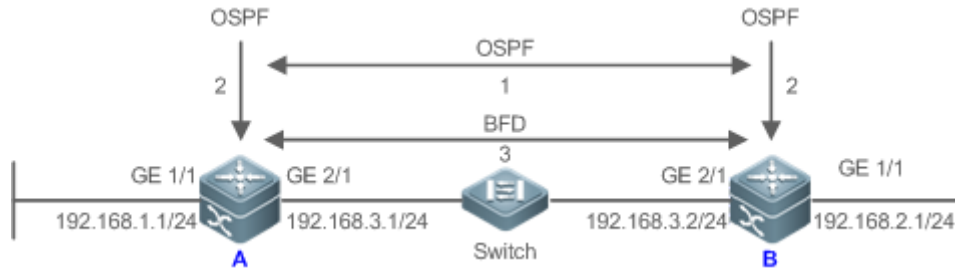 OSPF
OSPF
OSPF
2
1
2
BFD
3
GE 1/1
GE 2/1
GE 2/1
GE 1/1
192.168.1.1/24
192.168.3.1/24
192.168.3.2/24
192.168.2.1/24
Switch
A
B